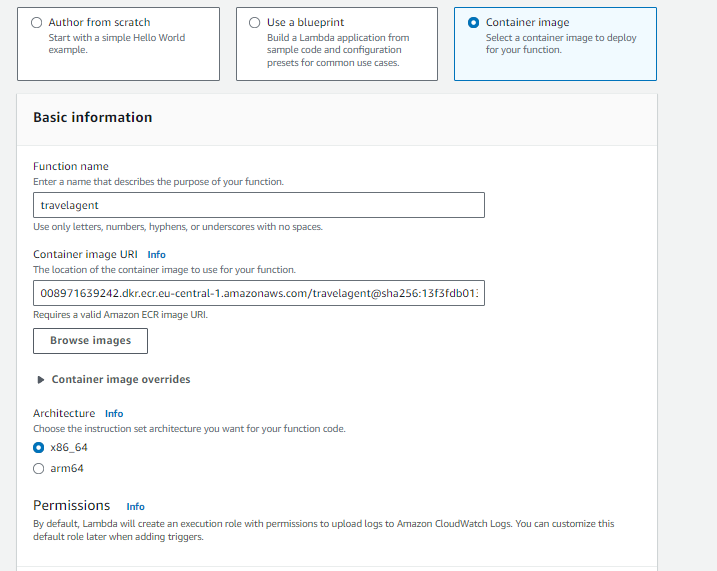 Author from scratch
Start with a simple Hello World
example.
Use a blueprint
Build a Lambda application from
sample code and configuration
presets for common use cases.
Container image
Select a container image to deploy
for your function.
Basic information
Function name
Enter a name that describes the purpose of your function.
travelagent
Use only letters, numbers, hyphens, or underscores with no spaces.
Container image URI Info
The location of the container image to use for your function.
008971639242.dkr.ecr.eu-central-1.amazonaws.com/travelagent@sha256:13f3fdb013
Requires a valid Amazon ECR image URI.
Browse images
Container image overrides
Architecture Info
Choose the instruction set architecture you want for your function code.
x86_64
arm64
Permissions Info
By default, Lambda will create an execution role with permissions to upload logs to Amazon CloudWatch Logs. You can customize this
default role later when adding triggers.